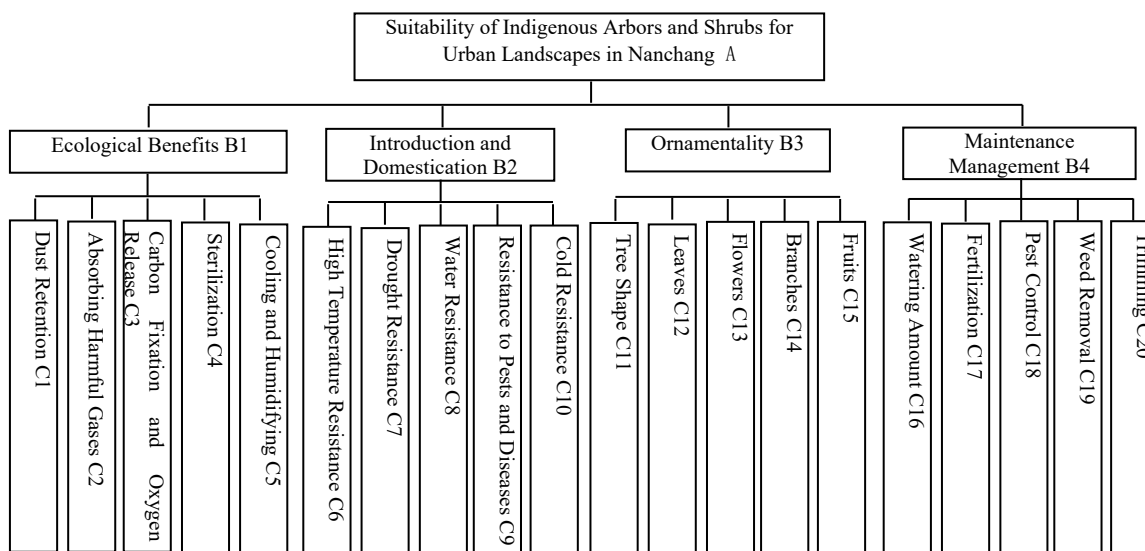 Suitability of Indigenous Arbors and Shrubs for
Urban Landscapes in Nanchang A
Ecological Benefits B1
Introduction and
Domestication B2
Ornamentality B3
Maintenance
Management B4
Dust Retention C1
Absorbing Harmful Gases C2
Carbon Fixation and Oxygen
Release C3
Sterilization C4
Cooling and Humidifying C5
High Temperature Resistance C6
Drought Resistance C7
Water Resistance C8
Resistance to Pests and Diseases C9
Cold Resistance C10
Tree Shape C11
Leaves C12
Flowers C13
Branches C14
Fruits C15
Watering Amount C16
Fertilization C17
Pest Control C18
Weed Removal C19
Trimming C20